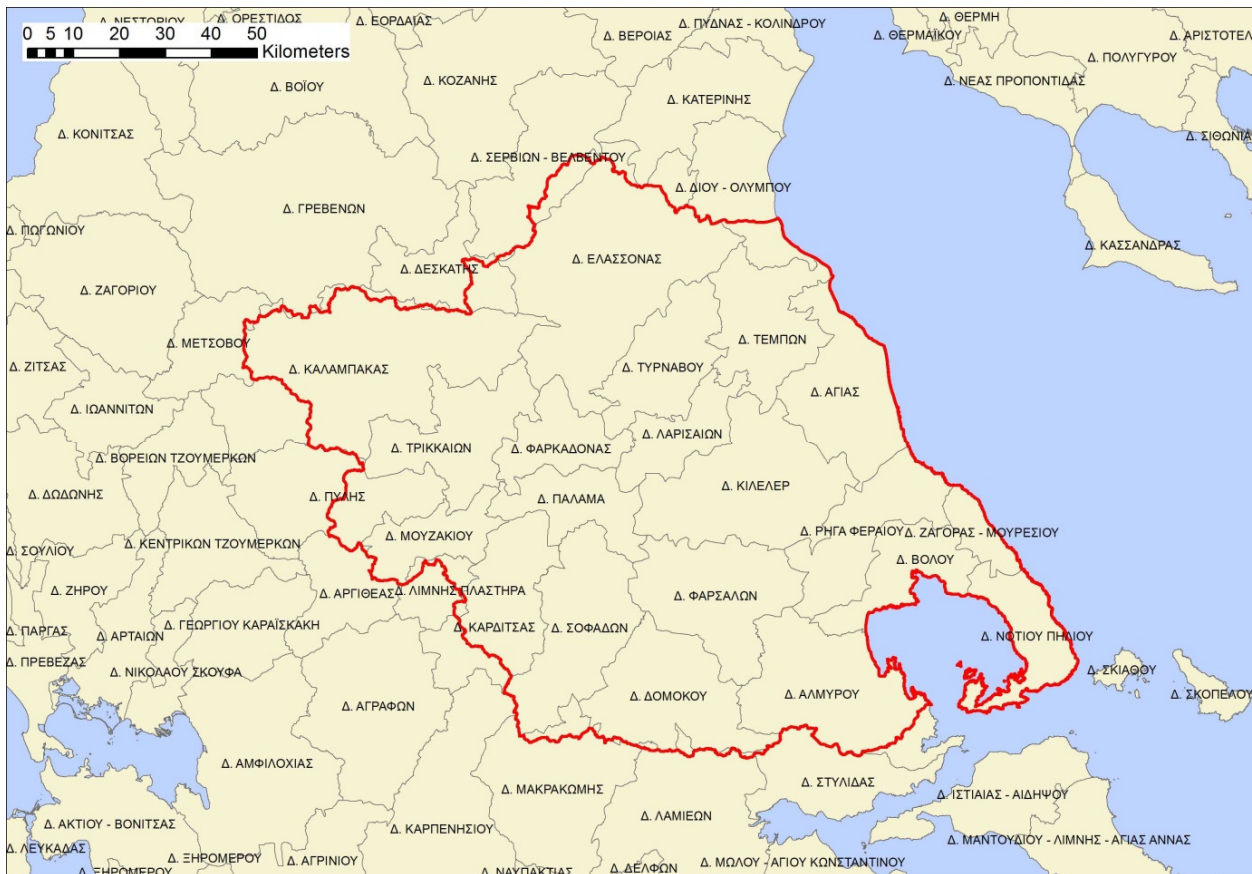 Δ. ΝΕΣΤΟΡΙΟΥ
Δ. ΟΡΕΣΤΙΔΟΣ
Δ. ΕΟΡΔΑΙΑΣ
Δ. ΠΥΔΝΑΣ - ΚΟΛΙΝΔΡΟΥ
Δ. ΘΕΡΜΗ
0 5 10 20 30 40 50
Kilometers
Δ. ΒΕΡΟΙΑΣ
Δ. ΘΕΡΜΑΪΚΟΥ
Δ. ΑΡΙΣΤΟΤΕΛ
Δ. ΠΟΛΥΓΥΡΟΥ
Δ. ΒΟΪΟΥ
Δ. ΚΟΖΑΝΗΣ
Δ. ΝΕΑΣ ΠΡΟΠΟΝΤΙΔΑΣ
Δ. ΚΑΤΕΡΙΝΗΣ
Δ. ΚΟΝΙΤΣΑΣ
Δ. ΣΙΘΩΝΙΑ
Δ. ΣΕΡΒΙΩΝ - ΒΕΛΒΕΝΤΟΥ
Δ. ΔΙΟΥ - ΟΛΥΜΠΟΥ
Δ. ΓΡΕΒΕΝΩΝ
Δ. ΠΩΓΩΝΙΟΥ
Δ. ΚΑΣΣΑΝΔΡΑΣ
Δ. ΕΛΑΣΣΟΝΑΣ
Δ. ΔΕΣΚΑΤΗΣ
Δ. ΖΑΓΟΡΙΟΥ
Δ. ΜΕΤΣΟΒΟΥ
Δ. ΤΕΜΠΩΝ
Δ. ΖΙΤΣΑΣ
Δ. ΚΑΛΑΜΠΑΚΑΣ
Δ. ΤΥΡΝΑΒΟΥ
Δ. ΑΓΙΑΣ
Δ. ΙΩΑΝΝΙΤΩΝ
Δ. ΛΑΡΙΣΑΙΩΝ
Δ. ΤΡΙΚΚΑΙΩΝ
Δ. ΦΑΡΚΑΔΟΝΑΣ
Δ. ΒΟΡΕΙΩΝ ΤΖΟΥΜΕΡΚΩΝ
Δ. ΚΙΛΕΛΕΡ
Δ. ΔΩΔΩΝΗΣ
Δ. ΠΥΛΗΣ
Δ. ΠΑΛΑΜΑ
Δ. ΜΟΥΖΑΚΙΟΥ
Δ. ΡΗΓΑ ΦΕΡΑΙΟΥ
Δ. ΖΑΓΟΡΑΣ - ΜΟΥΡΕΣΙΟΥ
Δ. ΚΕΝΤΡΙΚΩΝ ΤΖΟΥΜΕΡΚΩΝ
Δ. ΣΟΥΛΙΟΥ
Δ. ΒΟΛΟΥ
Δ. ΖΗΡΟΥ
Δ. ΑΡΓΙΘΕΑΣ
Δ. ΛΙΜΝΗΣ ΠΛΑΣΤΗΡΑ
Δ. ΦΑΡΣΑΛΩΝ
Δ. ΓΕΩΡΓΙΟΥ ΚΑΡΑΪΣΚΑΚΗ
Δ. ΚΑΡΔΙΤΣΑΣ
Δ. ΣΟΦΑΔΩΝ
Δ. ΠΑΡΓΑΣ
Δ. ΑΡΤΑΙΩΝ
Δ. ΝΟΤΙΟΥ ΠΗΛΙΟΥ
Δ. ΠΡΕΒΕΖΑΣ
Δ. ΝΙΚΟΛΑΟΥ ΣΚΟΥΦΑ
Δ. ΣΚΙΑΘΟΥ
Δ. ΣΚΟΠΕΛΟΥ
Δ. ΔΟΜΟΚΟΥ
Δ. ΑΛΜΥΡΟΥ
Δ. ΑΓΡΑΦΩΝ
Δ. ΑΜΦΙΛΟΧΙΑΣ
Δ. ΜΑΚΡΑΚΩΜΗΣ
Δ. ΣΤΥΛΙΔΑΣ
Δ. ΙΣΤΙΑΙΑΣ - ΑΙΔΗΨΟΥ
Δ. ΛΑΜΙΕΩΝ
Δ. ΑΚΤΙΟΥ - ΒΟΝΙΤΣΑΣ
Δ. ΚΑΡΠΕΝΗΣΙΟΥ
Δ. ΜΑΝΤΟΥΔΙΟΥ - ΛΙΜΝΗΣ - ΑΓΙΑΣ ΑΝΝΑΣ
Δ. ΛΕΥΚΑΔΑΣ
Δ. ΞΗΡΟΜΕΡΟΥ
Δ. ΑΓΡΙΝΙΟΥ
Δ. ΜΩΛΟΥ - ΑΓΙΟΥ ΚΩΝΣΤΑΝΤΙΝΟΥ
Δ. ΔΕΛΦΩΝ
Δ. ΞΗΡΟΜΕΡΟΥ
Δ. ΝΑΥΠΑΚΤΙΑΣ